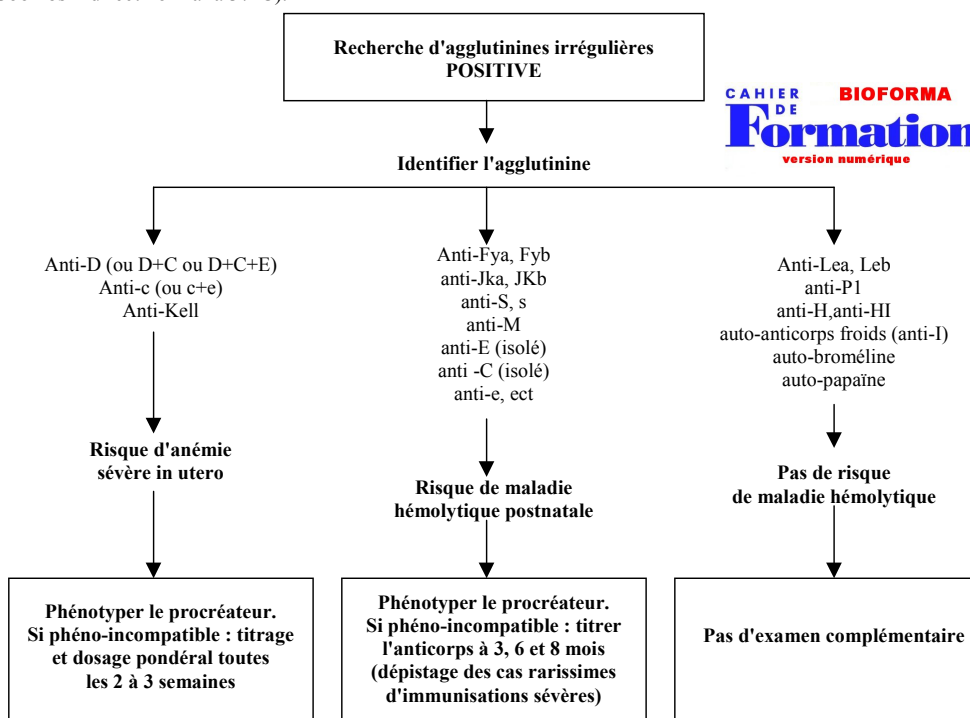 Recherche d'agglutinines irrégulières
POSITIVE
CAHIER BIOFORMA
DE
Formation
version numérique
Identifier l'agglutinine
Anti-D (ou D+C ou D+C+E)
Anti-c (ou c+e)
Anti-Kell
Risque d'anémie
sévère in utero
Phénotyper le procréateur.
Si phéno-incompatible : titrage
et dosage pondéral toutes
les 2 à 3 semaines
Anti-Fya, Fyb
anti-Jka, JKb
anti-S, s
anti-M
anti-E (isolé)
anti -C (isolé)
anti-e, ect
Risque de maladie
hémolytique postnatale
Phénotyper le procréateur.
Si phéno-incompatible : titrer
l'anticorps à 3, 6 et 8 mois
(dépistage des cas rarissimes
d'immunisations sévères)
Anti-Lea, Leb
anti-P1
anti-H,anti-HI
auto-anticorps froids (anti-I)
auto-broméline
auto-papaïne
Pas de risque
de maladie hémolytique
Pas d'examen complémentaire